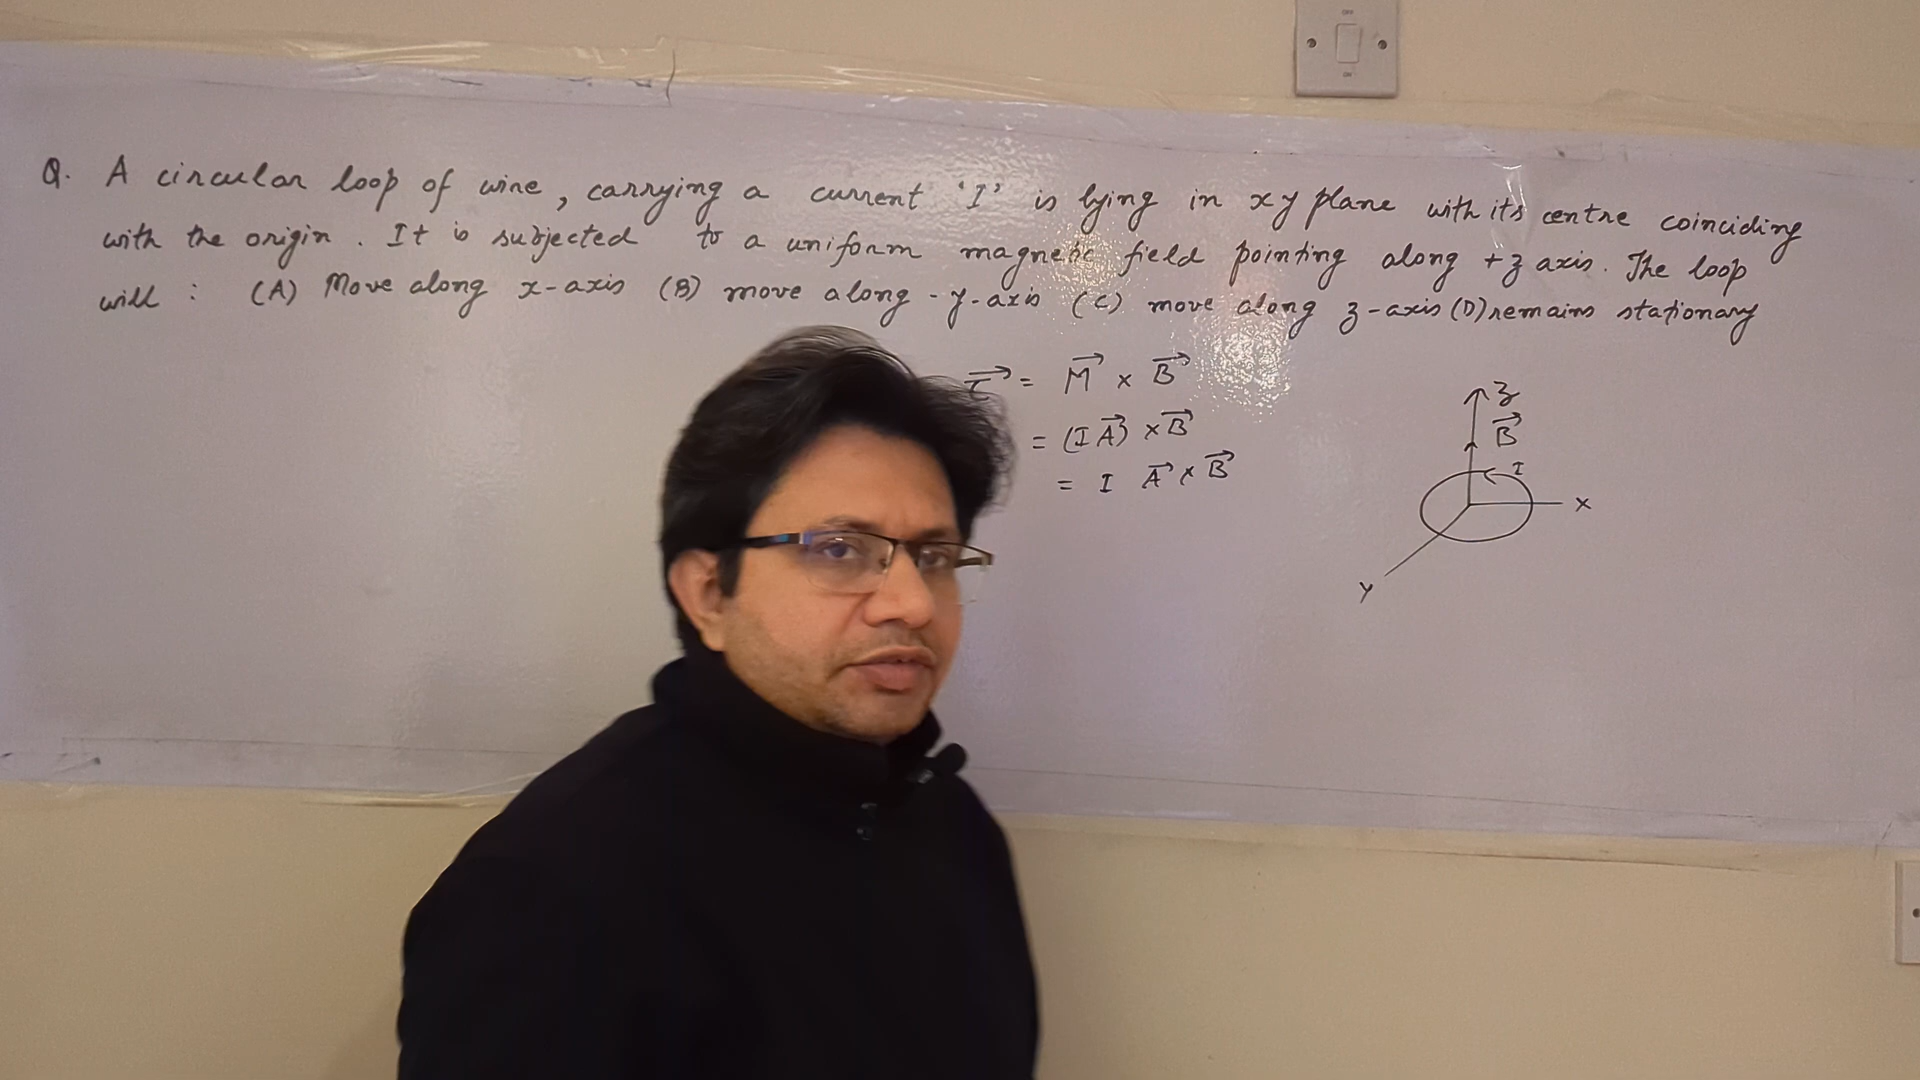 Q. A circular loop of wire, carrying a current 'I' is lying in xy plane with its centre coinciding
with the origin. It is subjected to a uniform magnetic field pointing along +z axis. The loop
will : (A) Move along x-axis (B) move along -y-axis (C) move along z-axis (D) remains stationary
τ⃗ = M⃗ × B⃗
= (I A⃗) × B⃗
= I A⃗ × B⃗
z
B⃗
I
x
y
OFF
ON